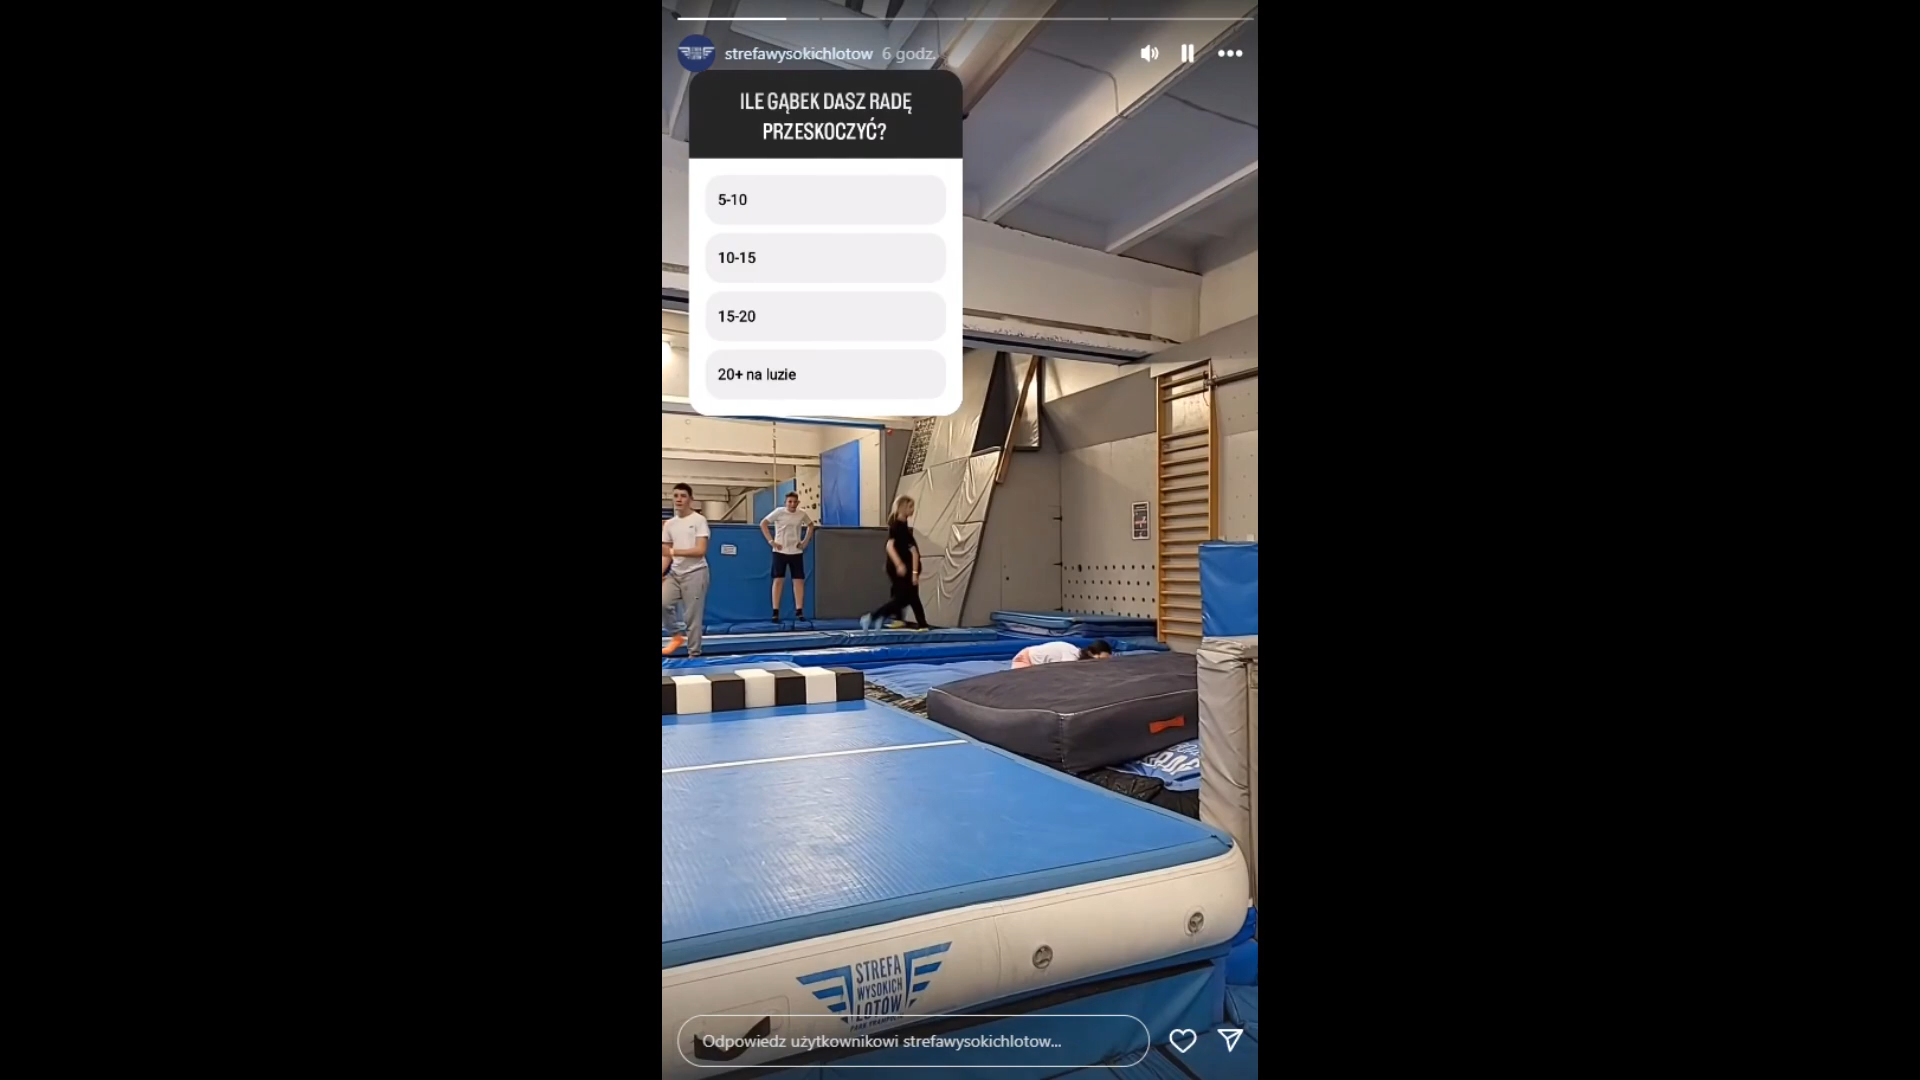 strefawysokichlotow 6 godz.
ILE GĄBEK DASZ RADĘ
PRZESKOCZYĆ?
5-10
10-15
15-20
20+ na luzie
STREFA
WYSOKICH
LOTÓW
Odpowiedz użytkownikowi strefawysokichlotow...